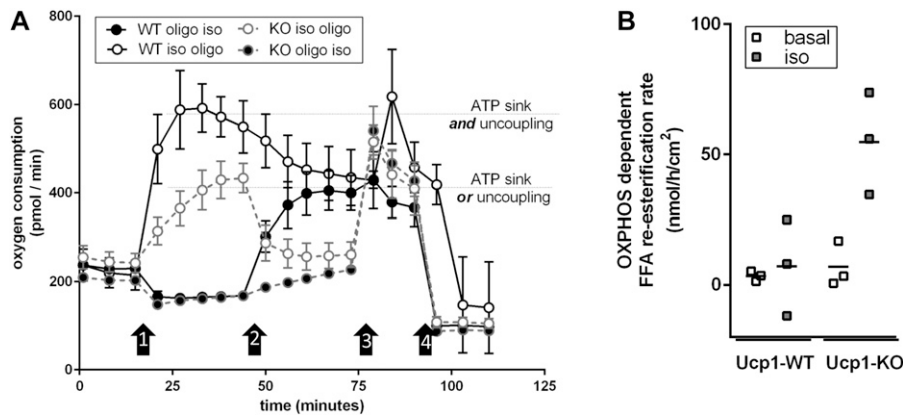 A
WT oligo iso
KO iso oligo
WT iso oligo
KO oligo iso
oxygen consumption
(pmol / min)
800
600
400
200
0
ATP sink
and uncoupling
ATP sink
or uncoupling
1
2
3
4
0
25
50
75
100
125
time (minutes)
B
basal
iso
OXPHOS dependent
FFA re-esterification rate
(nmol/h/cm²)
100
50
0
Ucp1-WT
Ucp1-KO